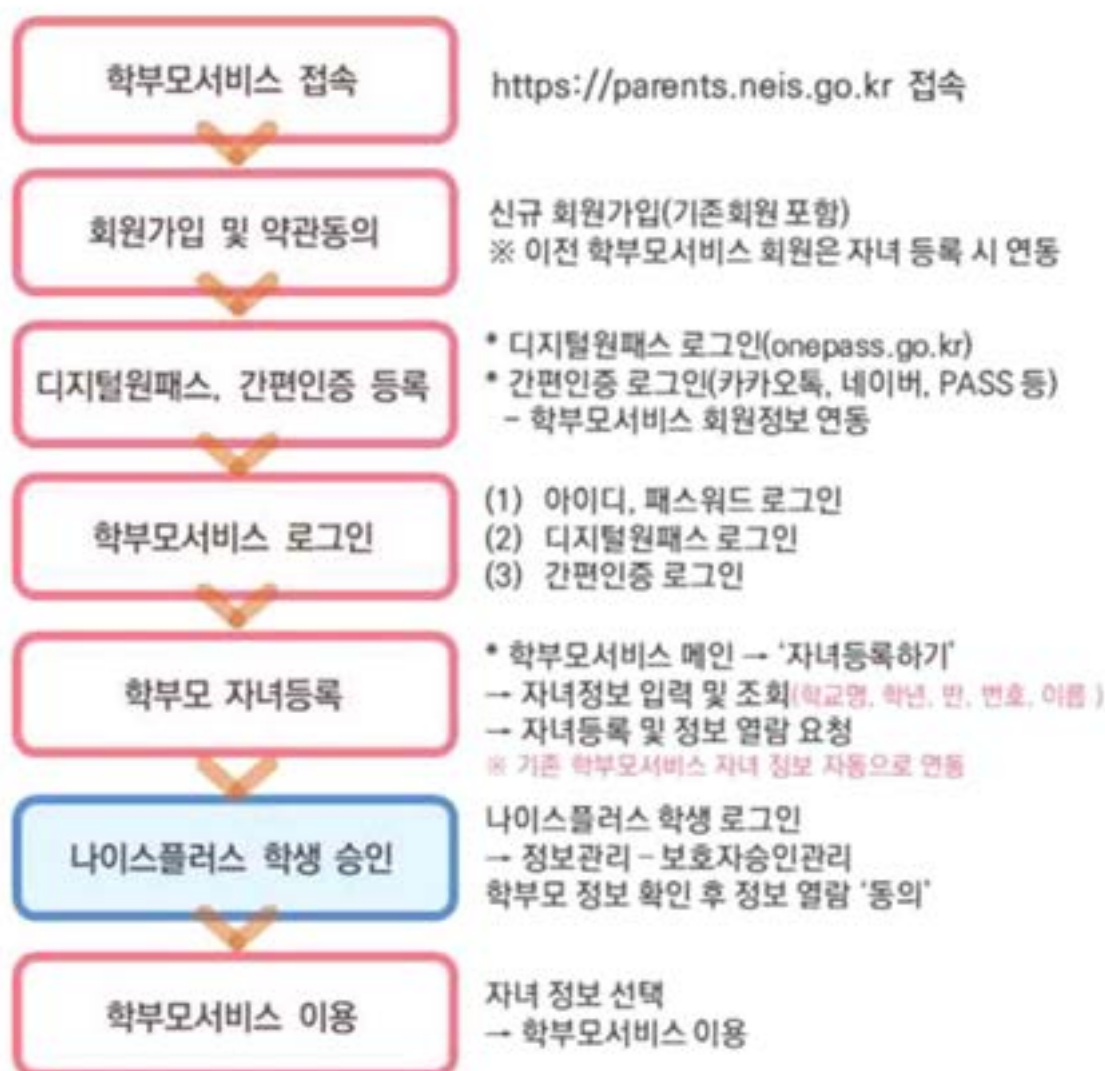 학부모서비스 접속
https://parents.neis.go.kr 접속
회원가입 및 약관동의
신규 회원가입(기존회원 포함)
※ 이전 학부모서비스 회원은 자녀 등록 시 연동
디지털원패스, 간편인증 등록
* 디지털원패스 로그인(onepass.go.kr)
* 간편인증 로그인(카카오톡, 네이버, PASS 등)
- 학부모서비스 회원정보 연동
학부모서비스 로그인
(1) 아이디, 패스워드 로그인
(2) 디지털원패스 로그인
(3) 간편인증 로그인
학부모 자녀등록
* 학부모서비스 메인 → ‘자녀등록하기’
→ 자녀정보 입력 및 조회(학교명, 학년, 반, 번호, 이름 )
→ 자녀등록 및 정보 열람 요청
※ 기존 학부모서비스 자녀 정보 자동으로 연동
나이스플러스 학생 승인
나이스플러스 학생 로그인
→ 정보관리 - 보호자승인관리
학부모 정보 확인 후 정보 열람 ‘동의’
학부모서비스 이용
자녀 정보 선택
→ 학부모서비스 이용